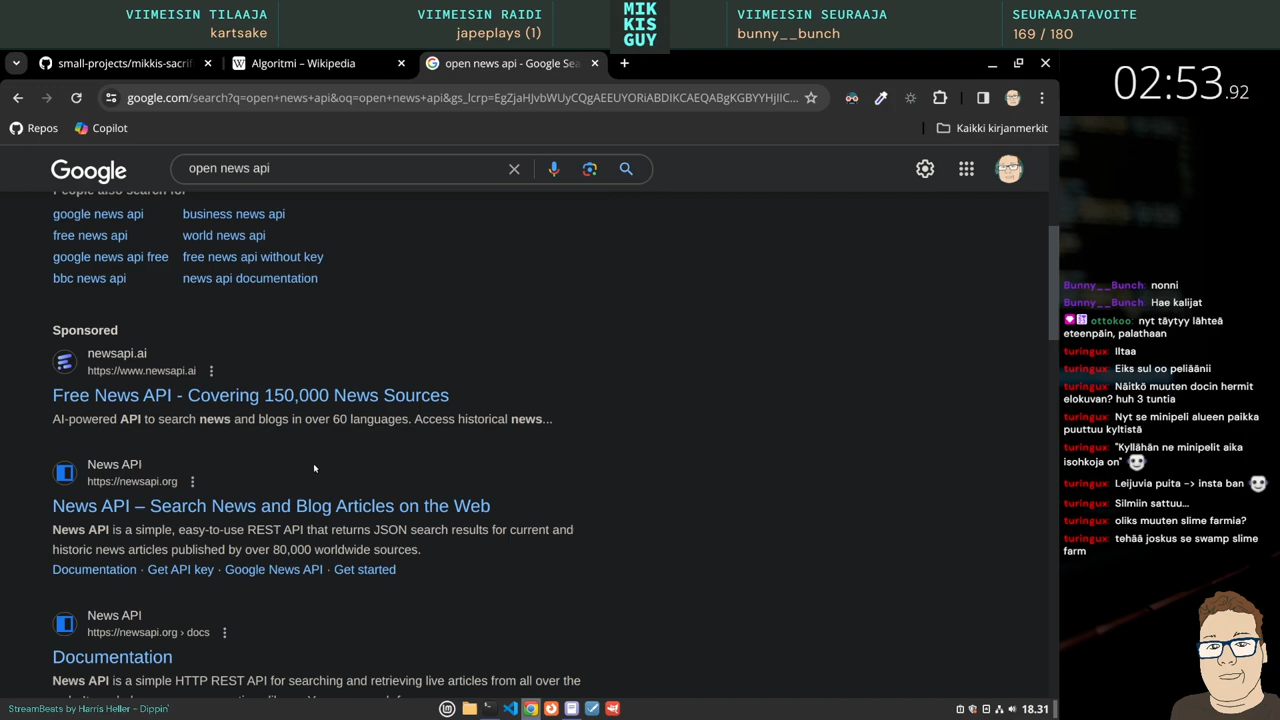 VIIMEISIN TILAAJA
kartsake
VIIMEISIN RAIDI
japeplays (1)
MIK
KIS
GUY
VIIMEISIN SEURAAJA
bunny__bunch
SEURAAJATAVOITE
169 / 180
small-projects/mikkis-sacrif
Algoritmi – Wikipedia
open news api - Google Sea
google.com/search?q=open+news+api&oq=open+news+api&gs_lcrp=EgZjaHJvbWUyCQgAEEUYORiABDIKCAEQABgKGBYYHjIIC...
Repos
Copilot
Kaikki kirjanmerkit
Google
open news api
People also search for
google news api
business news api
free news api
world news api
google news api free
free news api without key
bbc news api
news api documentation
Sponsored
newsapi.ai
https://www.newsapi.ai
Free News API - Covering 150,000 News Sources
AI-powered API to search news and blogs in over 60 languages. Access historical news...
News API
https://newsapi.org
News API – Search News and Blog Articles on the Web
News API is a simple, easy-to-use REST API that returns JSON search results for current and
historic news articles published by over 80,000 worldwide sources.
Documentation · Get API key · Google News API · Get started
News API
https://newsapi.org › docs
Documentation
News API is a simple HTTP REST API for searching and retrieving live articles from all over the
02:53.92
Bunny__Bunch: nonni
Bunny__Bunch: Hae kalijat
ottokoo: nyt täytyy lähteä
eteenpäin, palathaan
turingux: Iltaa
turingux: Eiks sul oo peliäänii
turingux: Näitkö muuten docin hermit
elokuvan? huh 3 tuntia
turingux: Nyt se minipeli alueen paikka
puuttuu kyltistä
turingux: "Kyllähän ne minipelit aika
isohkoja on"
turingux: Leijuvia puita -> insta ban
turingux: Silmiin sattuu...
turingux: oliks muuten slime farmia?
turingux: tehää joskus se swamp slime
farm
StreamBeats by Harris Heller – Dippin'
18.31